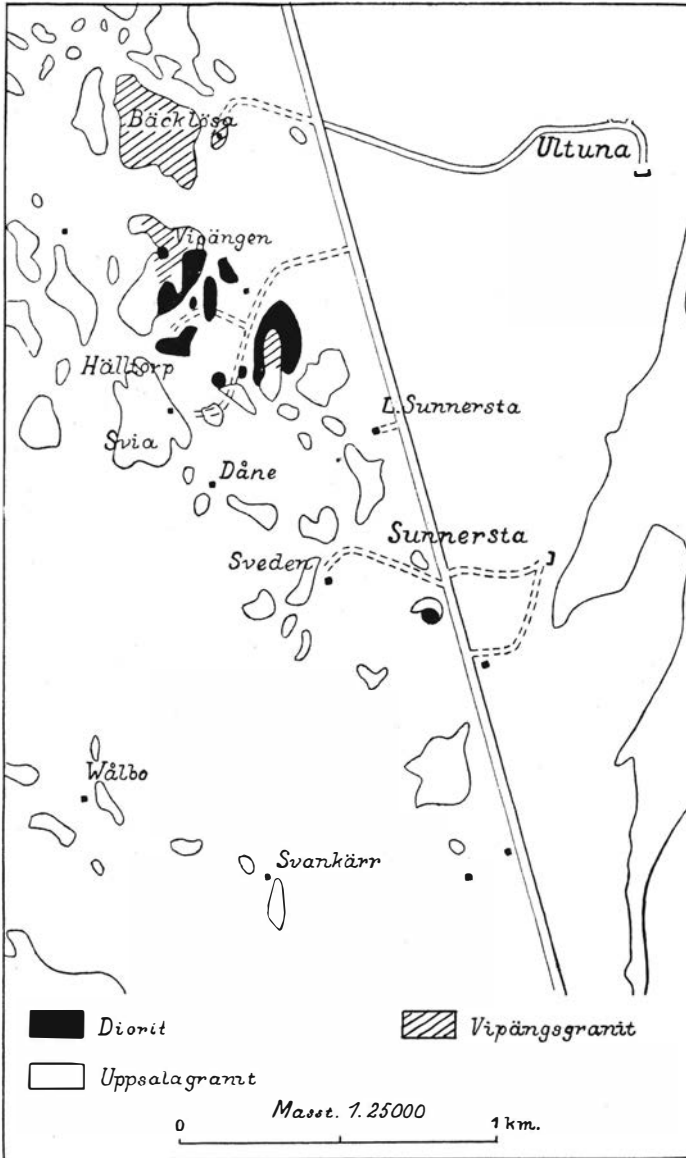 Bäcklösa
Ultuna
Vipängen
Hälltorp
L. Sunnersta
Svia
Dåne
Sunnersta
Sveden
Wålbo
Svankärr
Diorit
Vipängsgranit
Uppsalagranit
Masst. 1.25000
0
1 km.